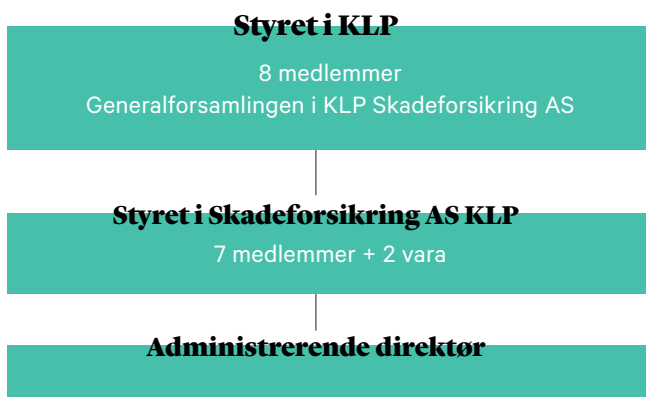 Styret i KLP
8 medlemmer
Generalforsamlingen i KLP Skadeforsikring AS
Styret i Skadeforsikring AS KLP
7 medlemmer + 2 vara
Administrerende direktør